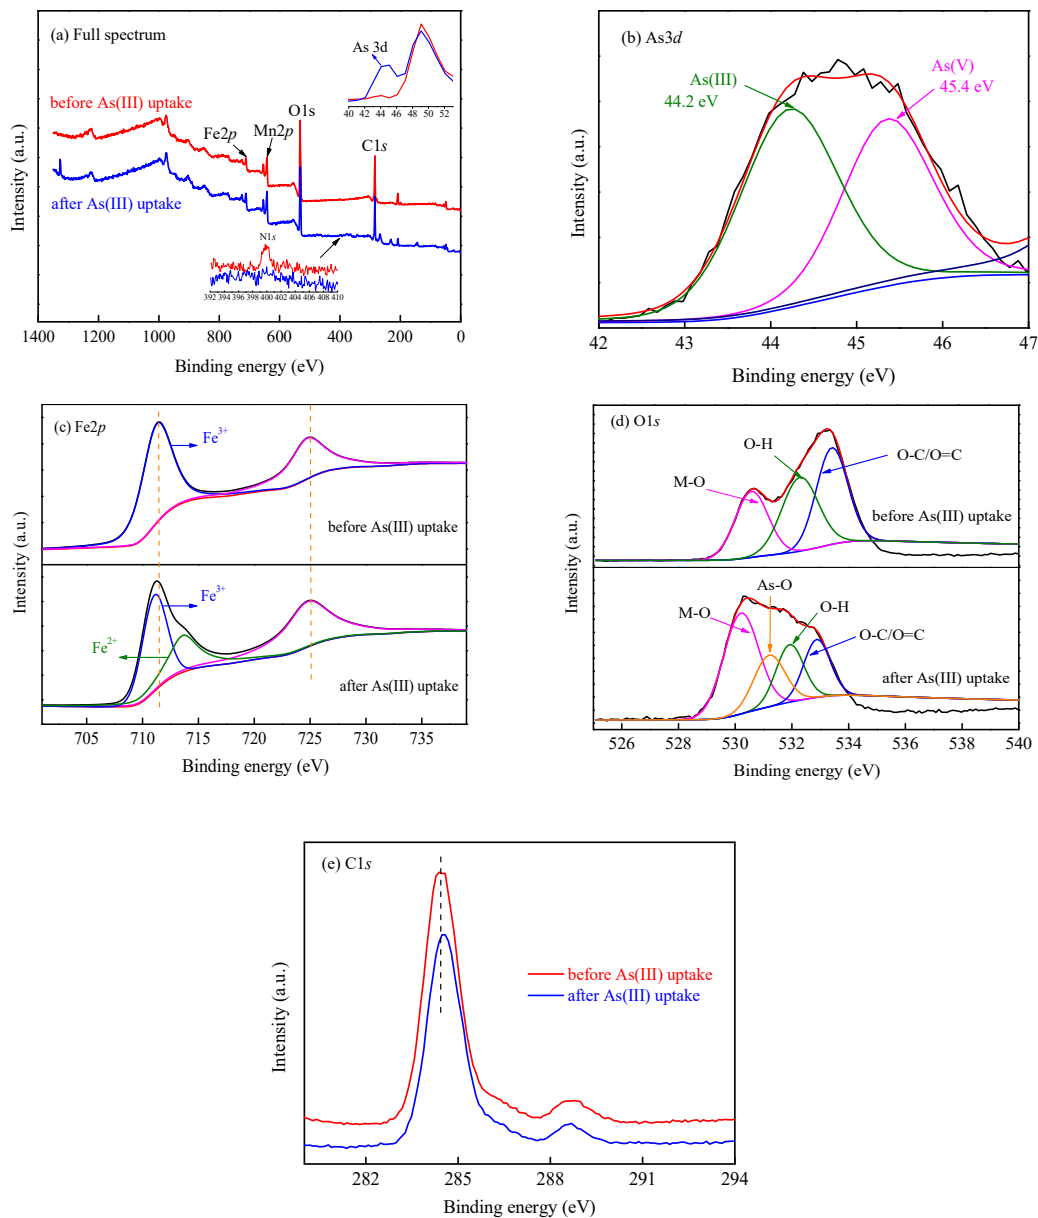 (a) Full spectrum
As 3d
before As(III) uptake
O1s
Fe2p
Mn2p
C1s
after As(III) uptake
N1s
40 42 44 46 48 50 52
392 394 396 398 400 402 404 406 408 410
1400 1200 1000 800 600 400 200 0
Binding energy (eV)
Intensity (a.u.)
(b) As3d
As(III)
44.2 eV
As(V)
45.4 eV
42 43 44 45 46 47
Binding energy (eV)
Intensity (a.u.)
(c) Fe2p
Fe3+
before As(III) uptake
Fe3+
Fe2+
after As(III) uptake
705 710 715 720 725 730 735
Binding energy (eV)
Intensity (a.u.)
(d) O1s
O-H
O-C/O=C
M-O
before As(III) uptake
As-O
M-O
O-H
O-C/O=C
after As(III) uptake
526 528 530 532 534 536 538 540
Binding energy (eV)
Intensity (a.u.)
(e) C1s
before As(III) uptake
after As(III) uptake
282 285 288 291 294
Binding energy (eV)
Intensity (a.u.)